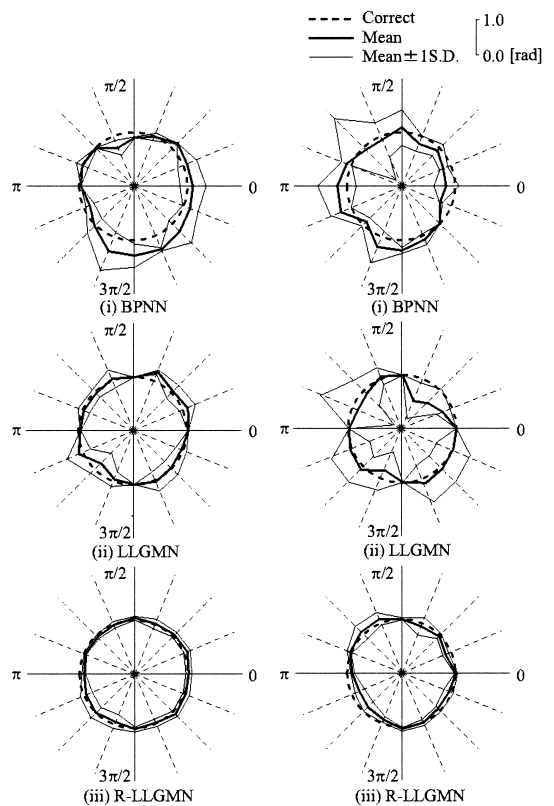 Correct
Mean
Mean±1S.D.
1.0
0.0 [rad]
π/2
π/2
π
0
π
0
3π/2
3π/2
(i) BPNN
(i) BPNN
π/2
π/2
π
0
π
0
3π/2
3π/2
(ii) LLGMN
(ii) LLGMN
π/2
π/2
π
0
π
0
3π/2
3π/2
(iii) R-LLGMN
(iii) R-LLGMN